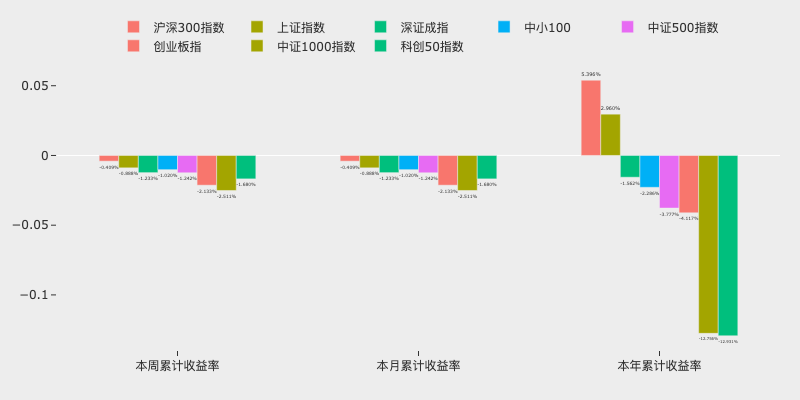 沪深300指数 上证指数 深证成指 中小100 中证500指数
创业板指 中证1000指数 科创50指数
5.396%
0.05
2.960%
0
-0.409% -0.888% -1.233% -1.020% -1.242% -2.133% -2.511% -1.680%
-0.409% -0.888% -1.233% -1.020% -1.242% -2.133% -2.511% -1.680%
-1.562% -2.286% -3.777% -4.117%
−0.05
−0.1
-12.931%
本周累计收益率 本月累计收益率 本年累计收益率